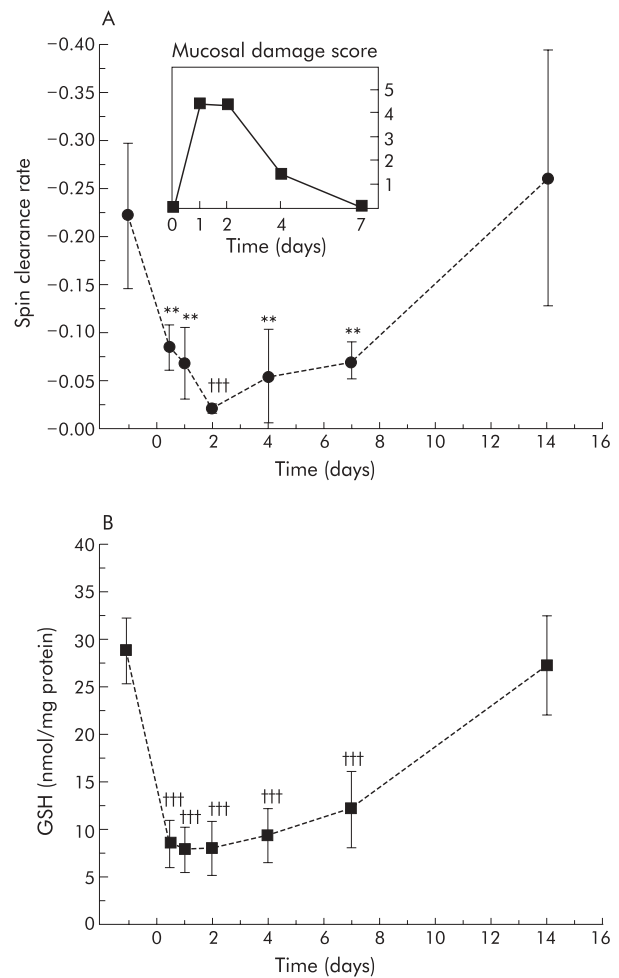 A
Mucosal damage score
5
4
3
2
1
0 1 2 4 7
Time (days)
Spin clearance rate
−0.40
−0.35
−0.30
−0.25
−0.20
−0.15
−0.10
−0.05
−0.00
** **
†††
**
**
0 2 4 6 8 10 12 14 16
Time (days)
B
GSH (nmol/mg protein)
40
35
30
25
20
15
10
5
0
††† ††† ††† ††† †††
0 2 4 6 8 10 12 14 16
Time (days)